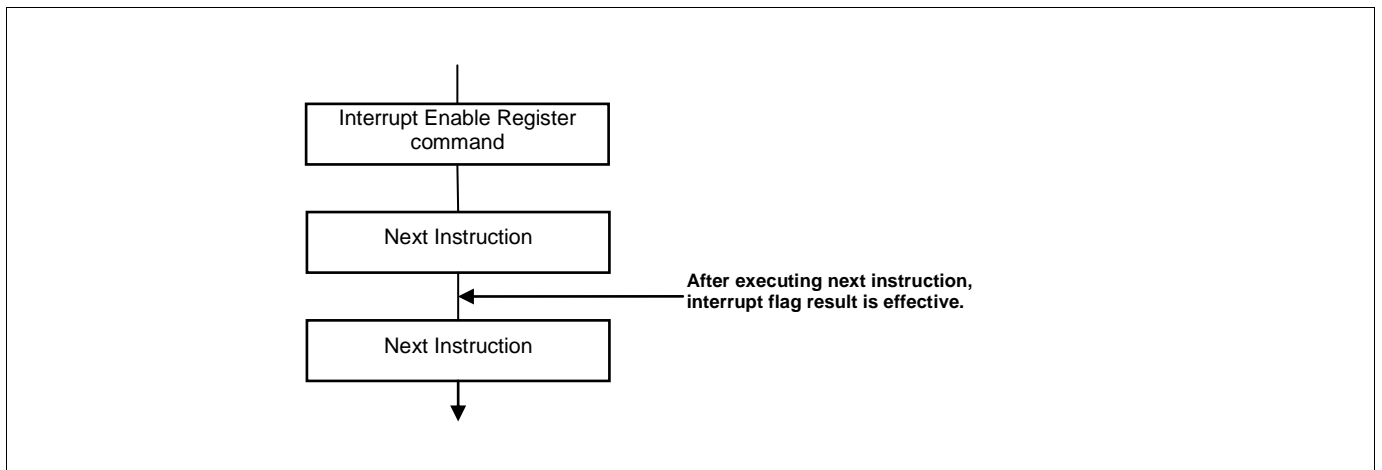 Interrupt Enable Register
command
Next Instruction
After executing next instruction,
interrupt flag result is effective.
Next Instruction